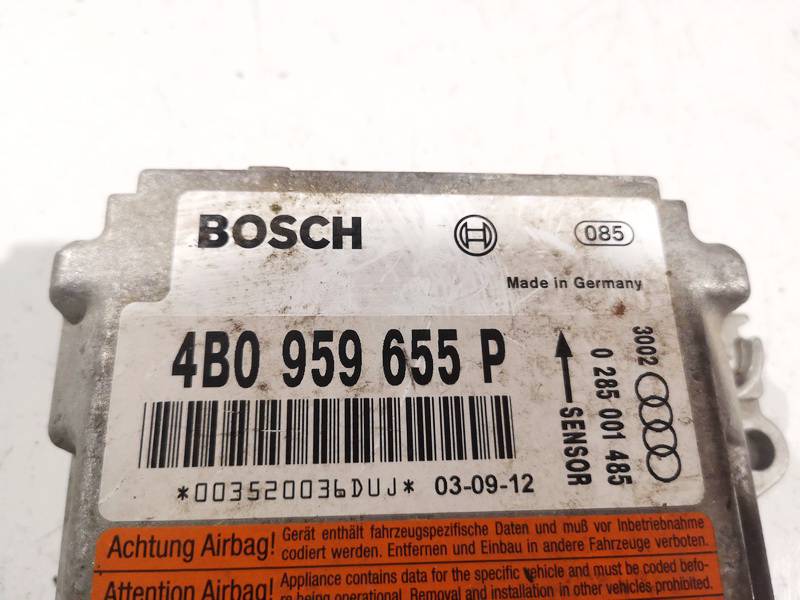 BOSCH
085
Made in Germany
4B0 959 655 P
3002
0 285 001 485
SENSOR
*003520036DUJ* 03-09-12
Achtung Airbag! Gerät enthält fahrzeugspezifische Daten und muß vor Inbetriebnahme
codiert werden. Entfernen und Einbau in andere Fahrzeuge verboten.
Attention Airbag! Appliance contains data for the specific vehicle and must be coded befo-
re being operational. Removal and installation in other vehicles prohibited.